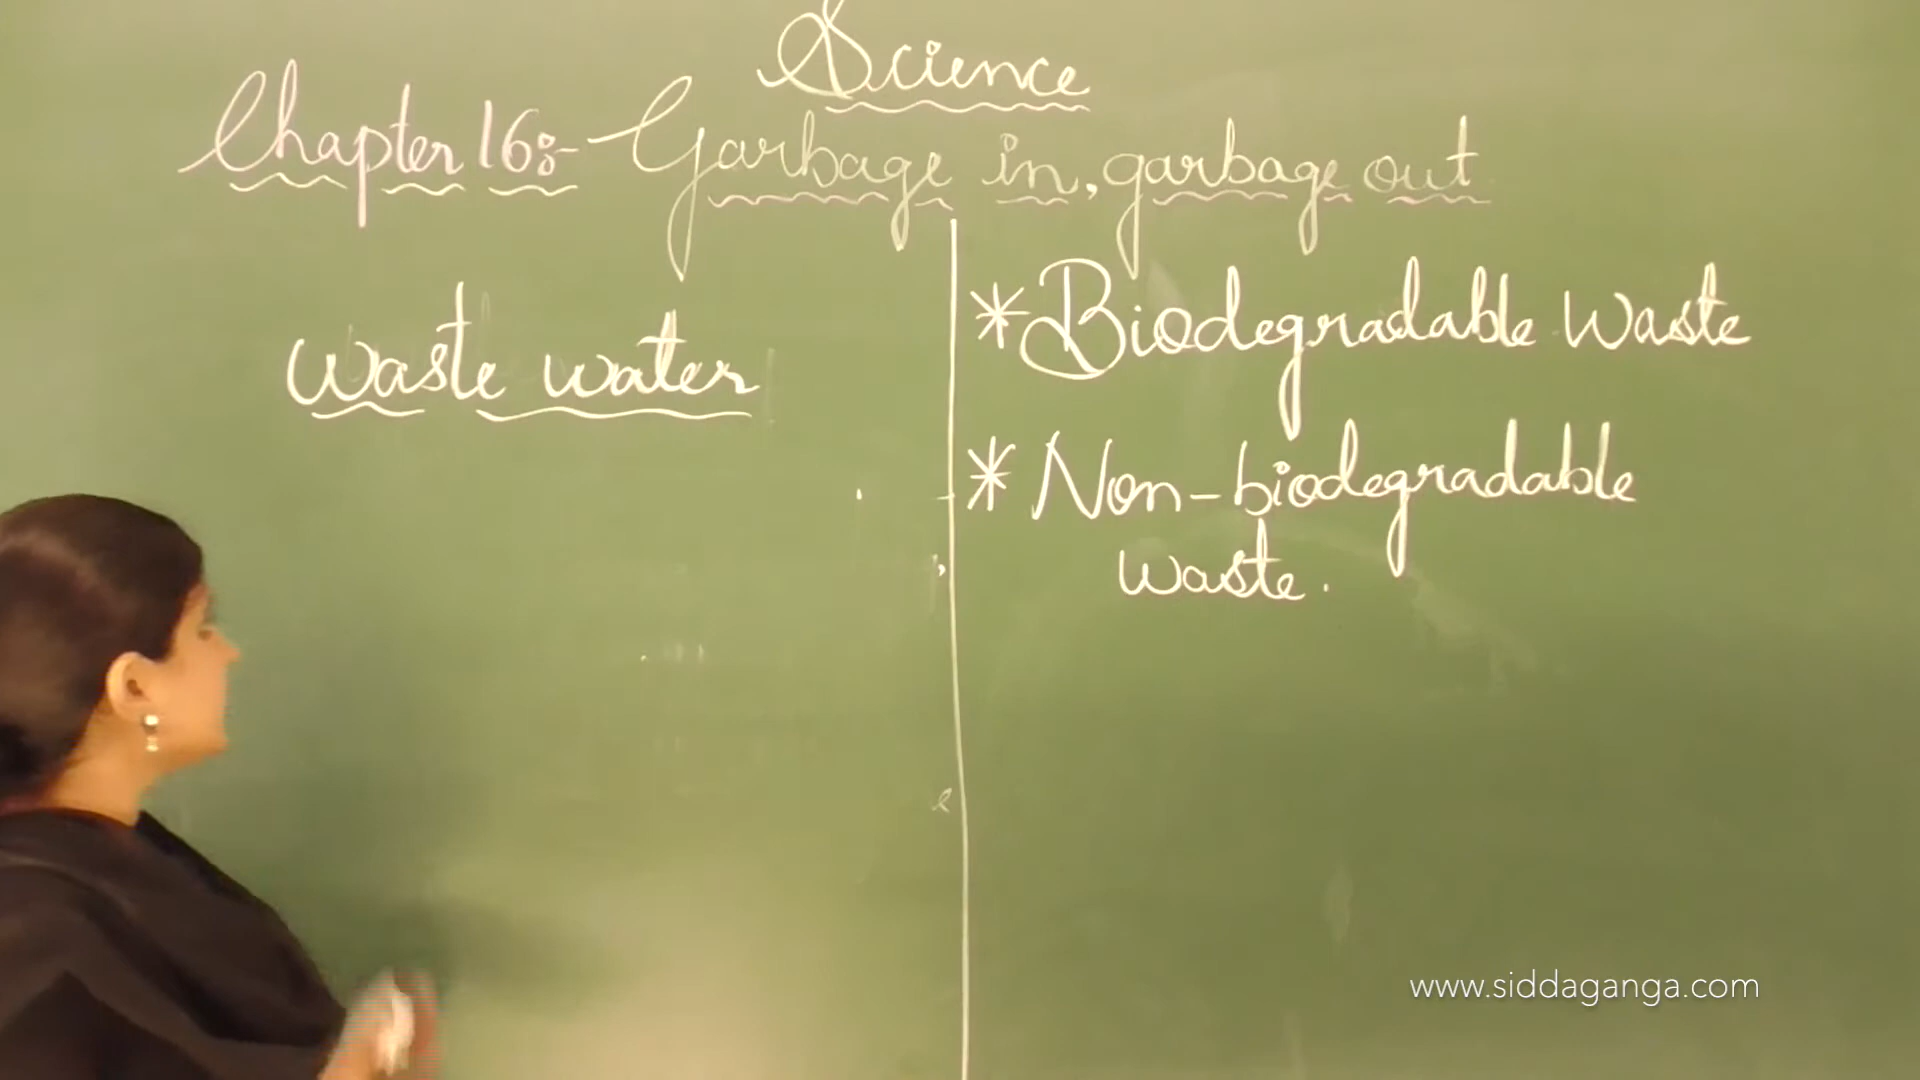 Science
Chapter 16:- Garbage in, garbage out
Waste water
* Biodegradable Waste
* Non-biodegradable
waste.
www.siddaganga.com